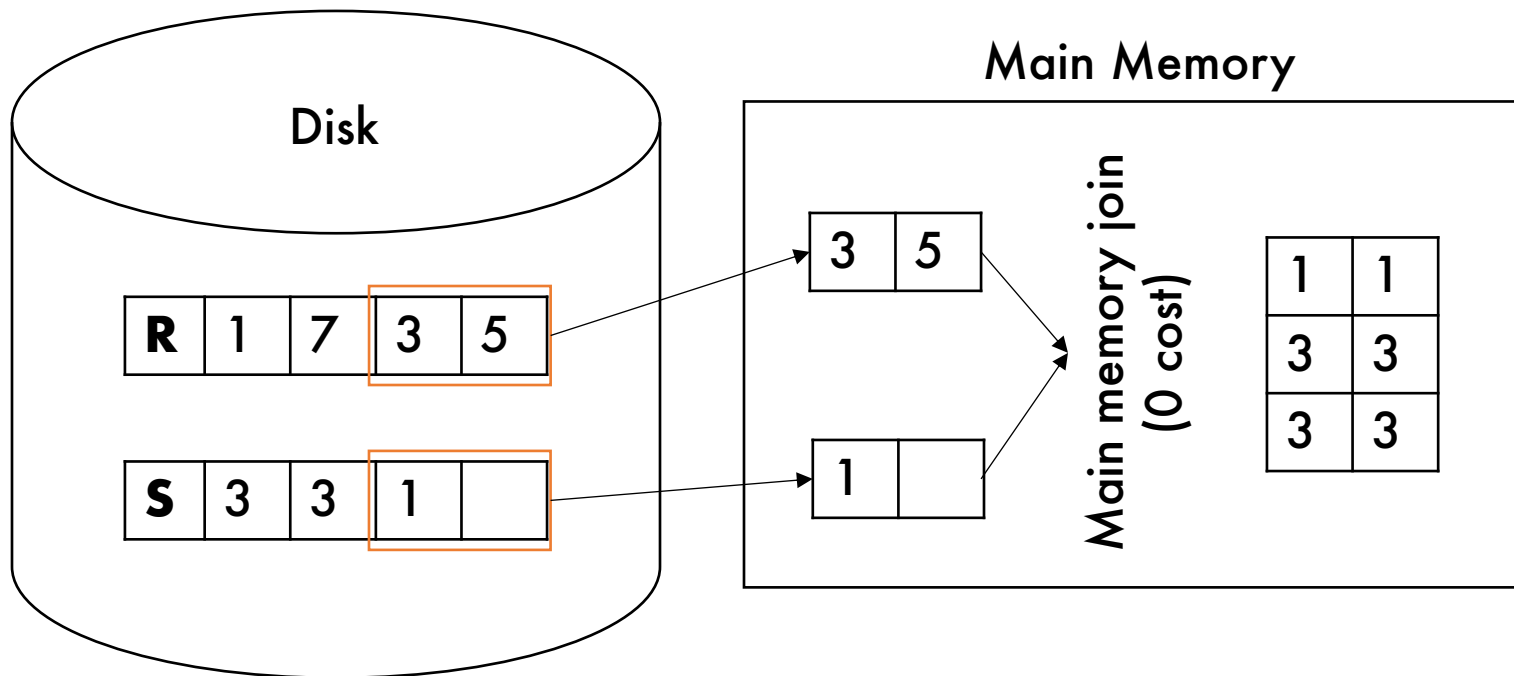 Main Memory
Disk
R 1 7 3 5
S 3 3 1
3 5
1
Main memory join
(0 cost)
1 1
3 3
3 3